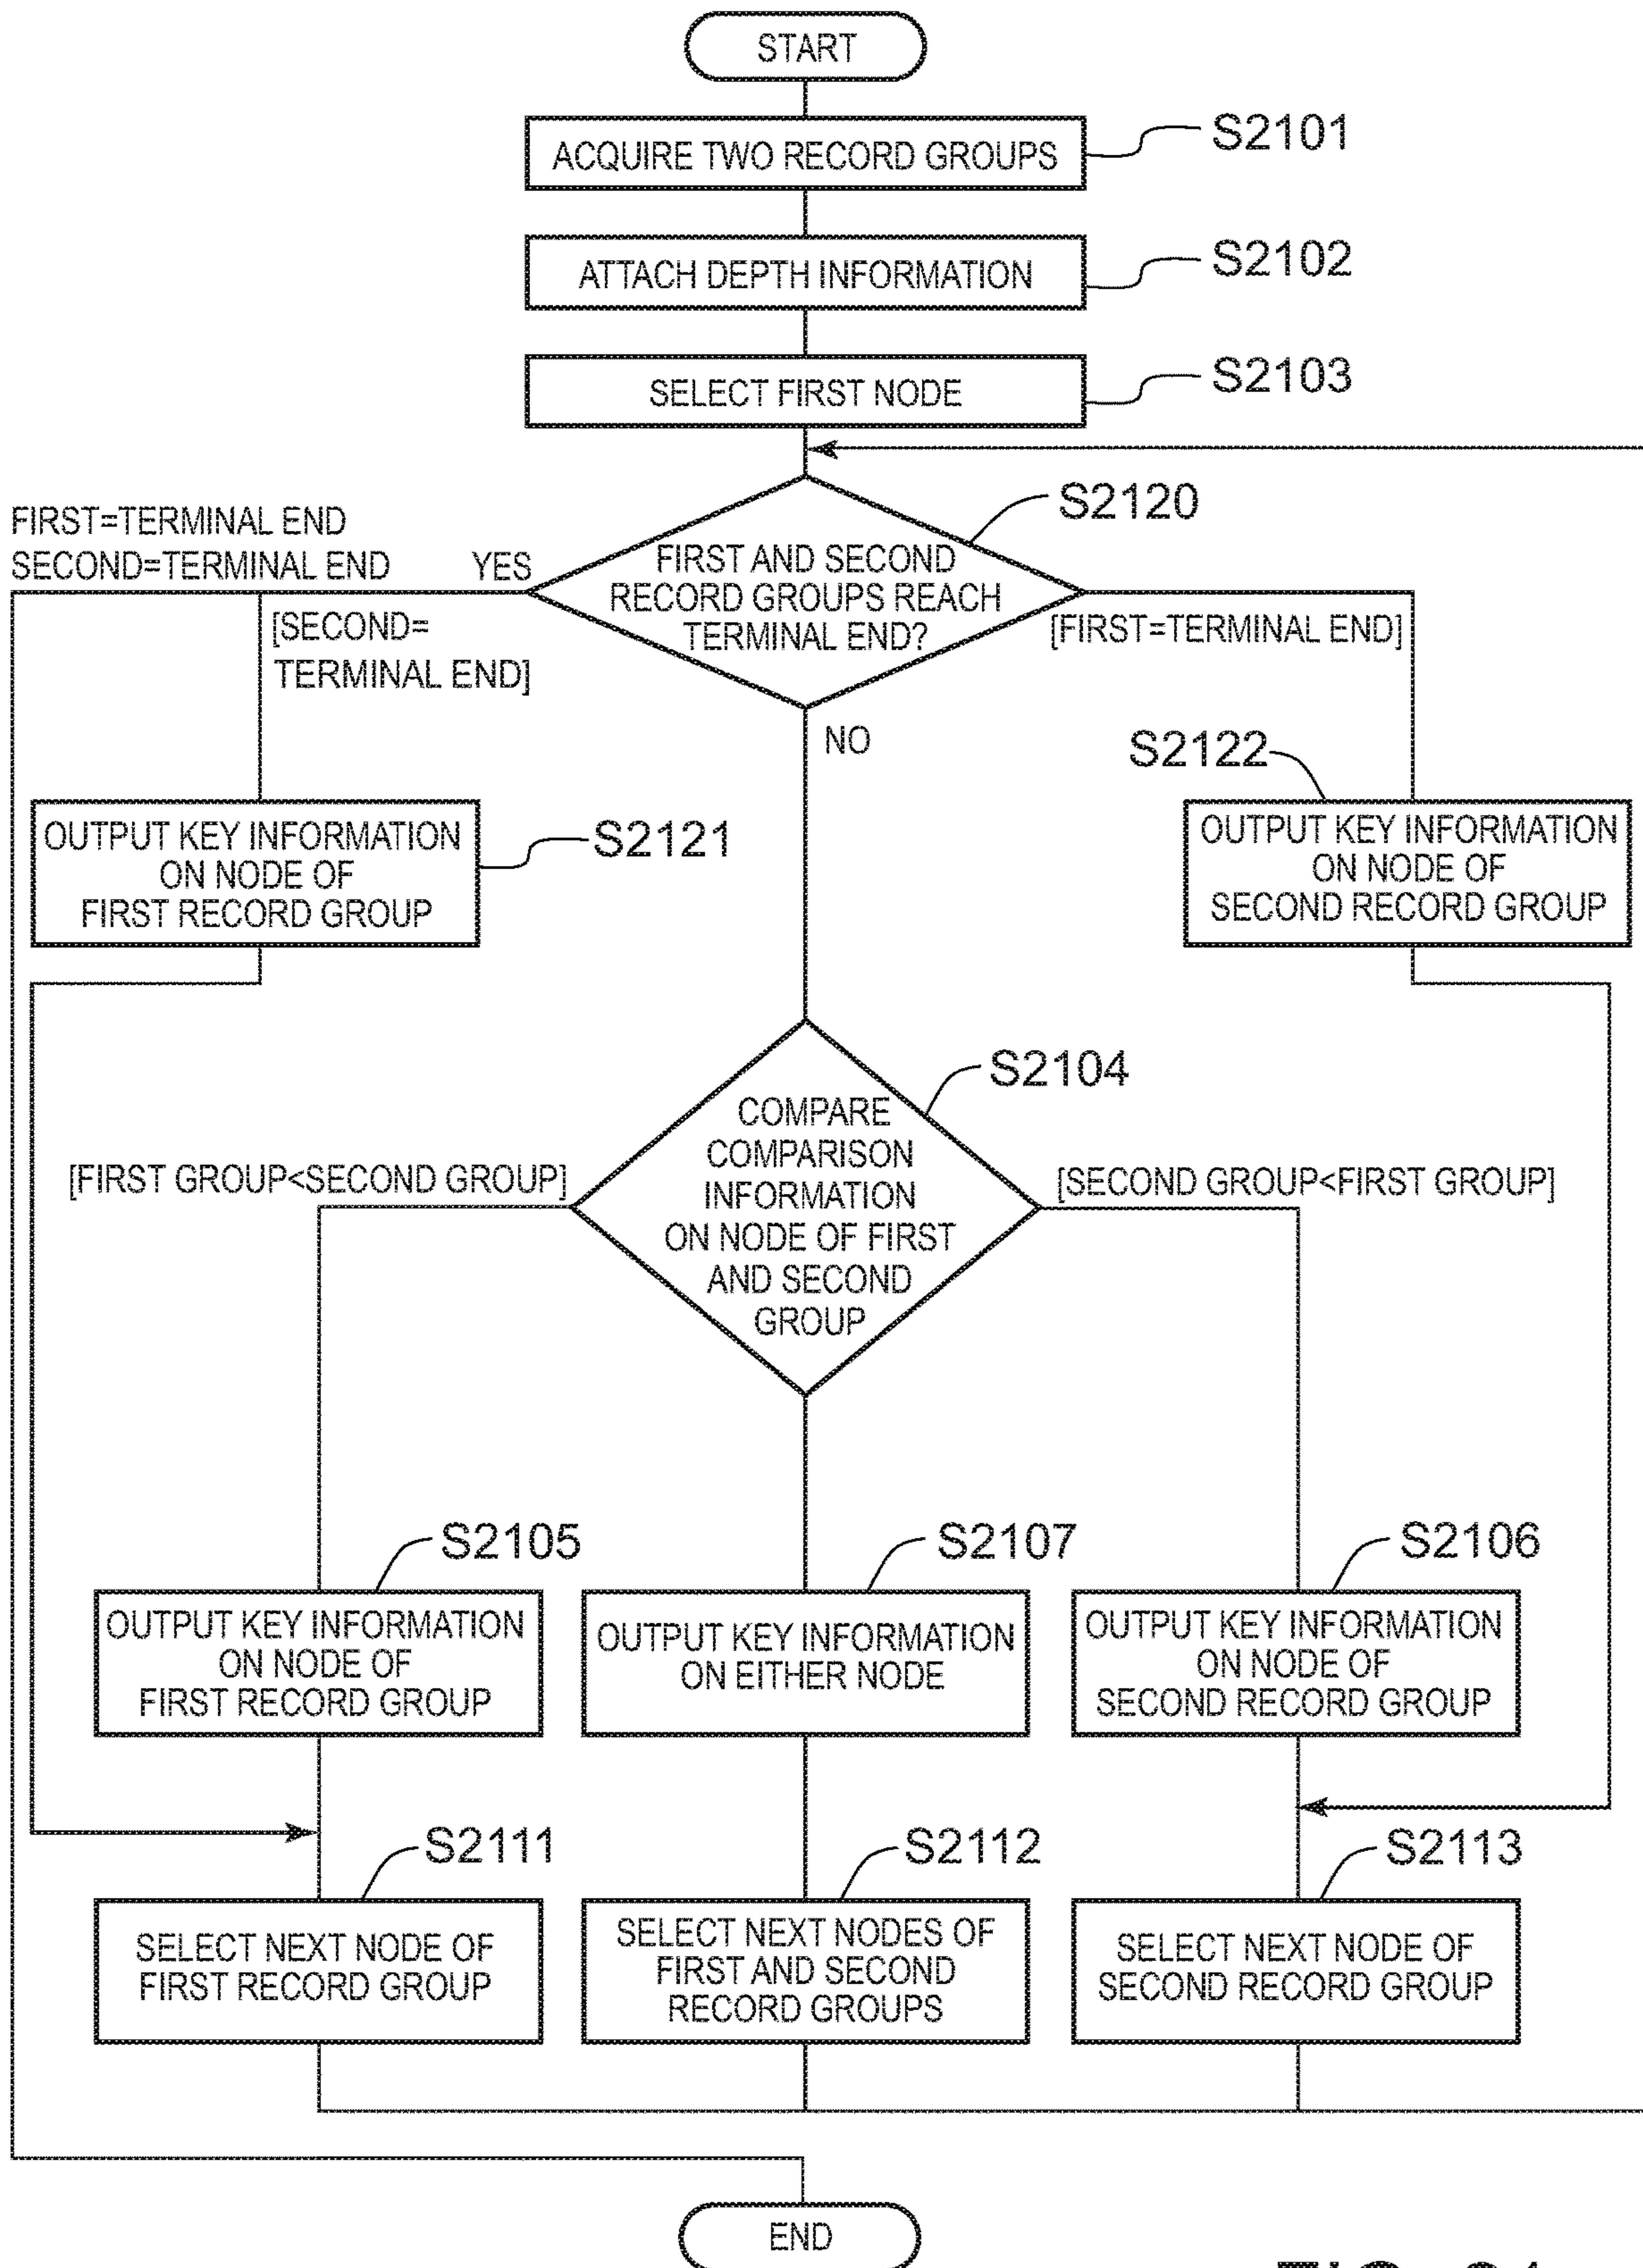 START
ACQUIRE TWO RECORD GROUPS
S2101
ATTACH DEPTH INFORMATION
S2102
SELECT FIRST NODE
S2103
S2120
FIRST=TERMINAL END
SECOND=TERMINAL END
YES
FIRST AND SECOND
RECORD GROUPS REACH
TERMINAL END?
[SECOND=
TERMINAL END]
[FIRST=TERMINAL END]
NO
S2122
OUTPUT KEY INFORMATION
ON NODE OF
FIRST RECORD GROUP
S2121
OUTPUT KEY INFORMATION
ON NODE OF
SECOND RECORD GROUP
S2104
COMPARE
COMPARISON
INFORMATION
ON NODE OF FIRST
AND SECOND
GROUP
[FIRST GROUP<SECOND GROUP]
[SECOND GROUP<FIRST GROUP]
S2105
S2107
S2106
OUTPUT KEY INFORMATION
ON NODE OF
FIRST RECORD GROUP
OUTPUT KEY INFORMATION
ON EITHER NODE
OUTPUT KEY INFORMATION
ON NODE OF
SECOND RECORD GROUP
S2111
S2112
S2113
SELECT NEXT NODE OF
FIRST RECORD GROUP
SELECT NEXT NODES OF
FIRST AND SECOND
RECORD GROUPS
SELECT NEXT NODE OF
SECOND RECORD GROUP
END